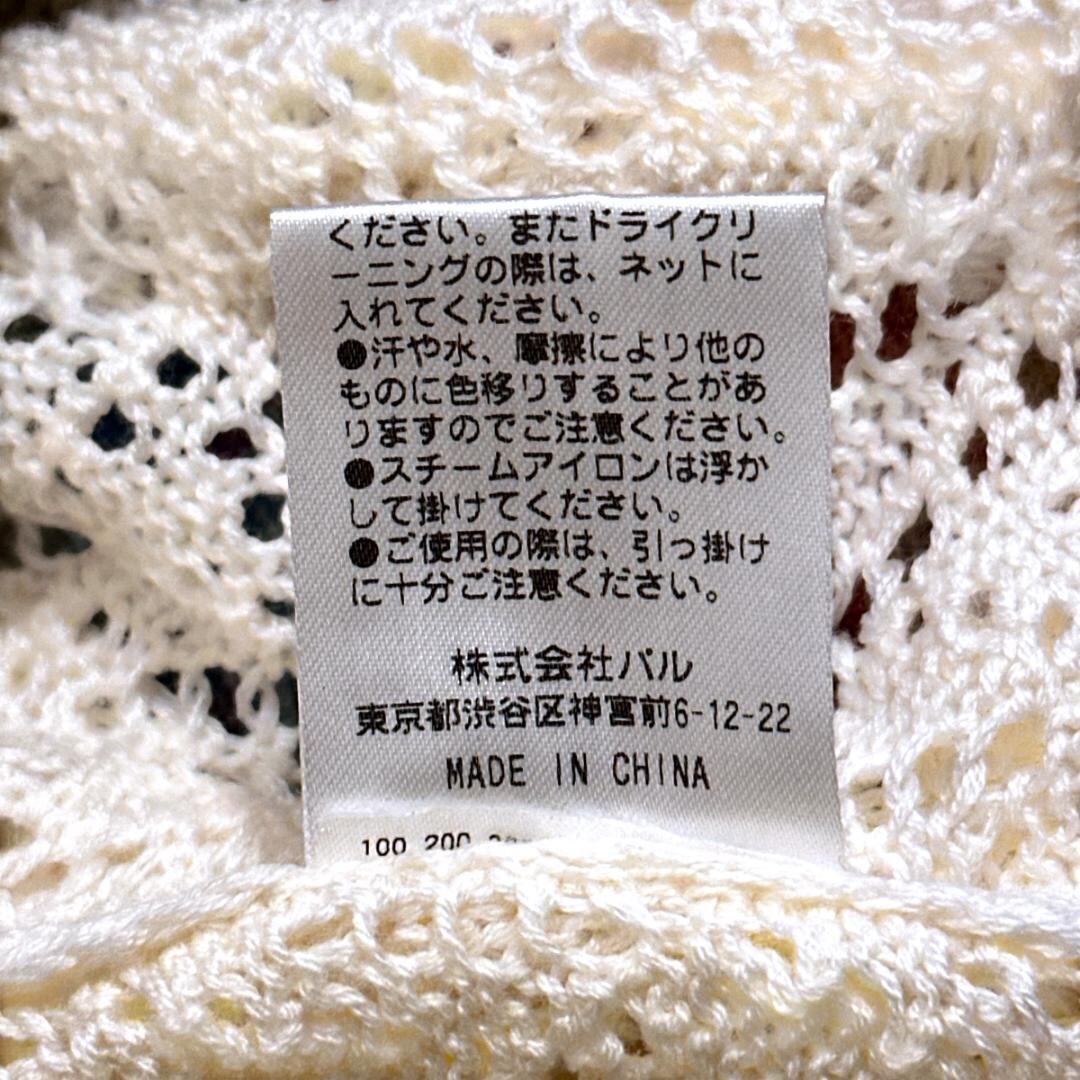 ください。またドライクリ
ーニングの際は、ネットに
入れてください。
●汗や水、摩擦により他の
ものに色移りすることがあ
りますのでご注意ください。
●スチームアイロンは浮か
して掛けてください。
●ご使用の際は、引っ掛け
に十分ご注意ください。
株式会社パル
東京都渋谷区神宮前6-12-22
MADE IN CHINA
100 200